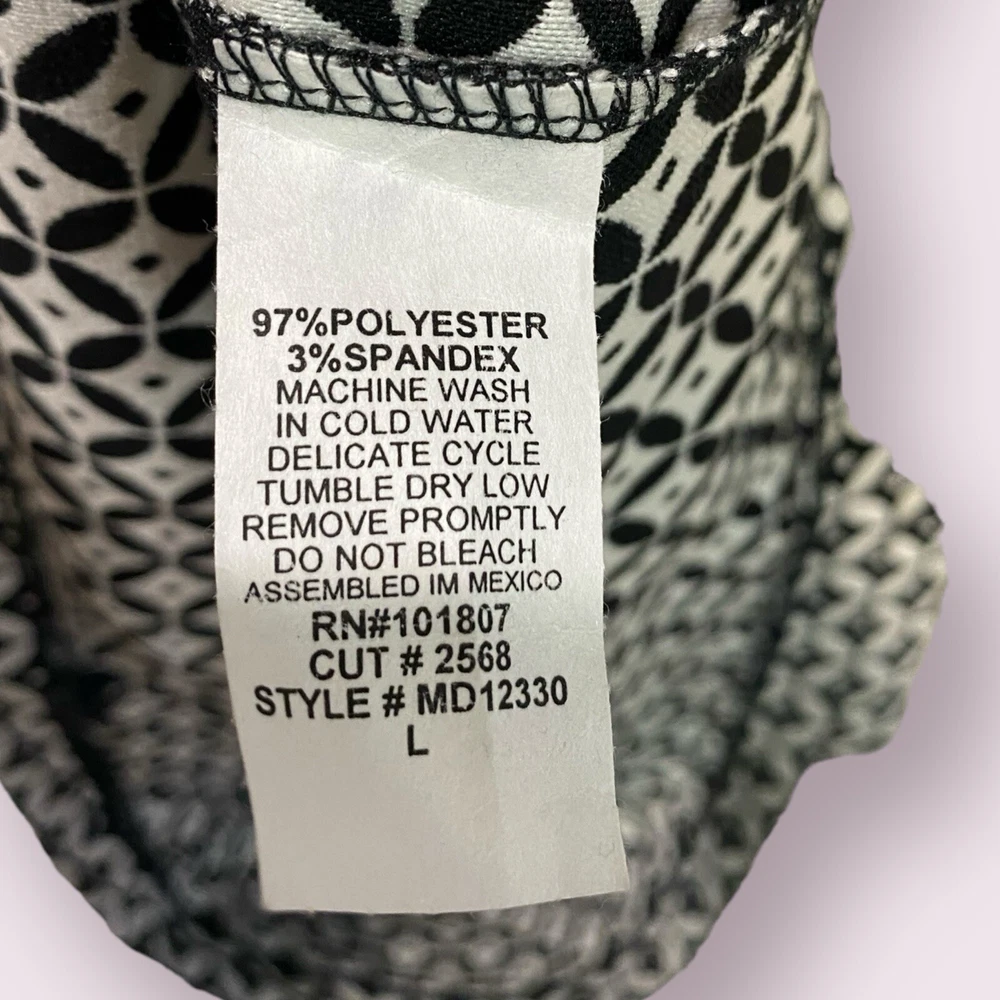 97%POLYESTER
3%SPANDEX
MACHINE WASH
IN COLD WATER
DELICATE CYCLE
TUMBLE DRY LOW
REMOVE PROMPTLY
DO NOT BLEACH
ASSEMBLED IM MEXICO
RN#101807
CUT # 2568
STYLE # MD12330
L